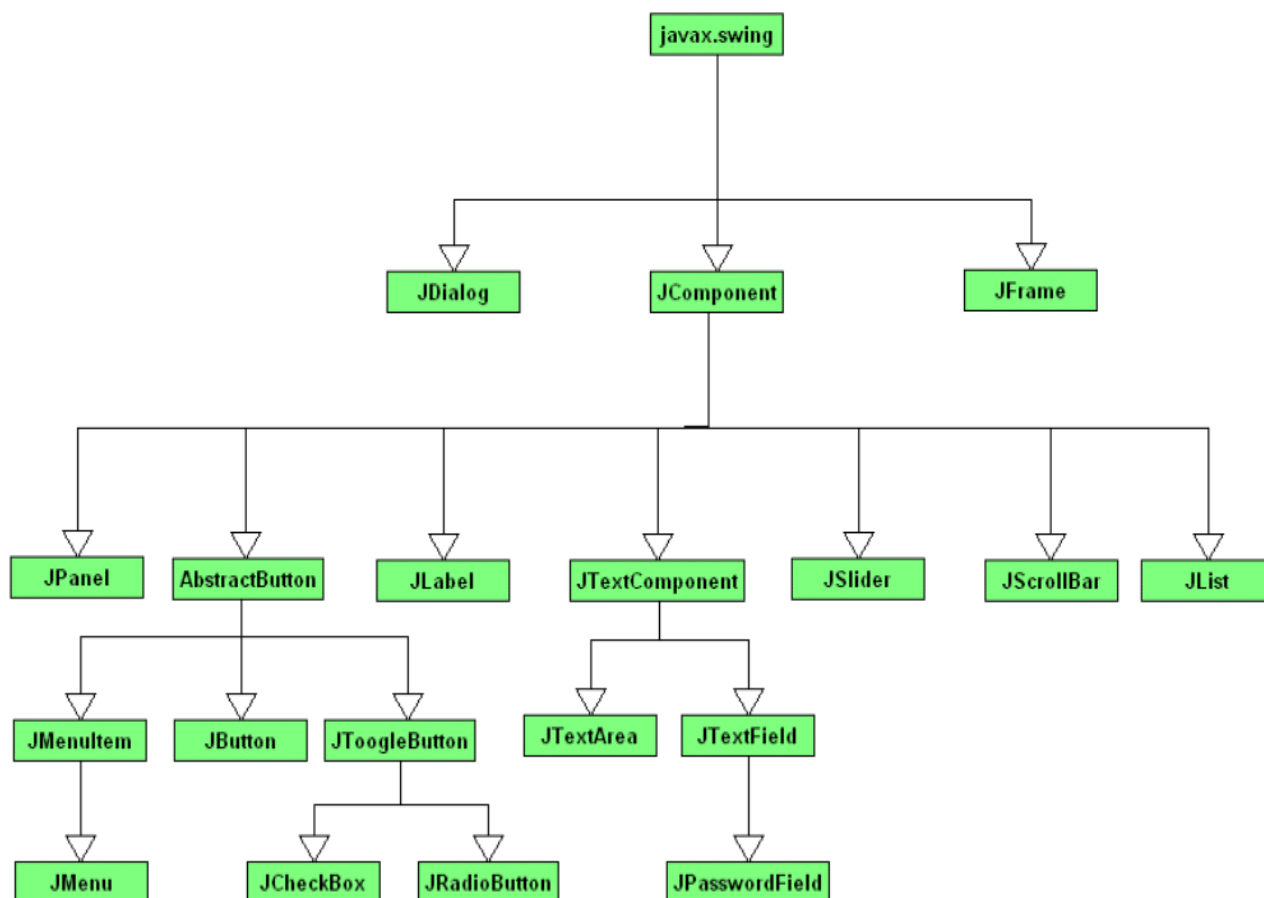 javax.swing
JDialog
JComponent
JFrame
JPanel
AbstractButton
JLabel
JTextComponent
JSlider
JScrollBar
JList
JMenuItem
JButton
JToogleButton
JTextArea
JTextField
JMenu
JCheckBox
JRadioButton
JPasswordField